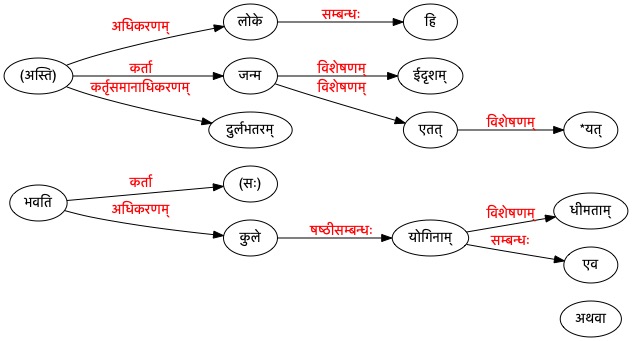 अधिकरणम् लोके सम्बन्धः हि
(अस्ति) कर्ता जन्म विशेषणम् ईदृशम्
कर्तृसमानाधिकरणम् विशेषणम्
दुर्लभतरम् एतत् विशेषणम् *यत्
कर्ता (सः)
भवति अधिकरणम् विशेषणम् धीमताम्
कुले षष्ठीसम्बन्धः योगिनाम् सम्बन्धः
एव
अथवा